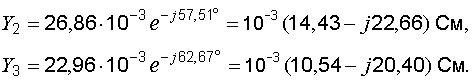 Y₂ = 26,86·10⁻³ e⁻ʲ⁵⁷,⁵¹° = 10⁻³ (14,43 − j22,66) См,
Y₃ = 22,96·10⁻³ e⁻ʲ⁶²,⁶⁷° = 10⁻³ (10,54 − j20,40) См.